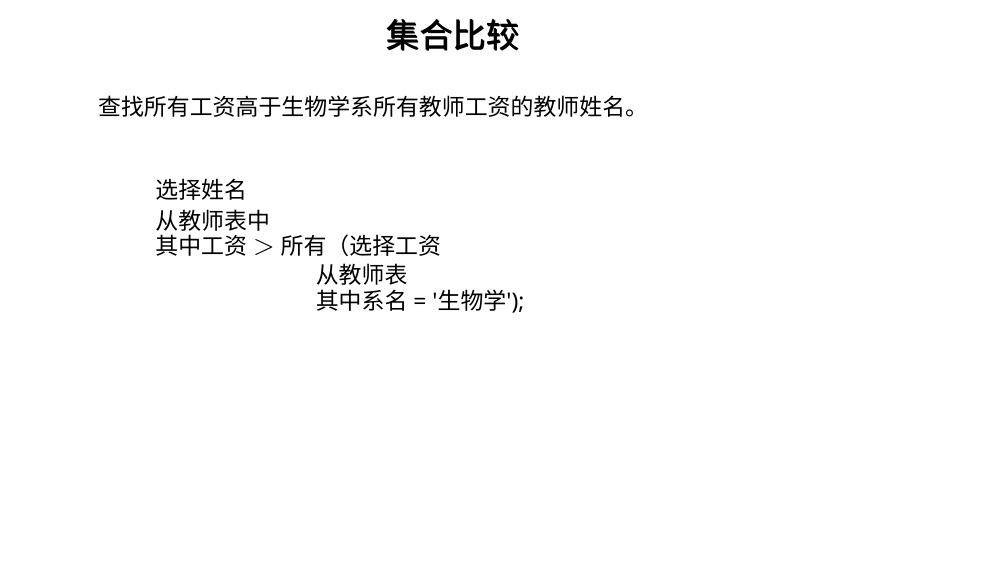 集合比较
查找所有工资高于生物学系所有教师工资的教师姓名。
选择姓名
从教师表中
其中工资 > 所有（选择工资
从教师表
其中系名 = '生物学');